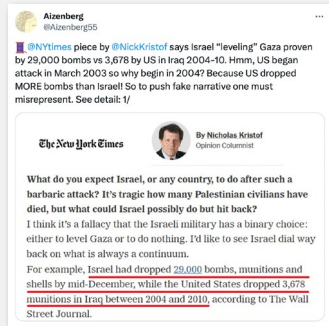 Aizenberg
@Aizenberg55
@NYtimes piece by @NickKristof says Israel “leveling” Gaza proven
by 29,000 bombs vs 3,678 by US in Iraq 2004-10. Hmm, US began
attack in March 2003 so why begin in 2004? Because US dropped
MORE bombs than Israel! So to push fake narrative one must
misrepresent. See detail: 1/
The New York Times
By Nicholas Kristof
Opinion Columnist
What do you expect Israel, or any country, to do after such a
barbaric attack? It’s tragic how many Palestinian civilians have
died, but what could Israel possibly do but hit back?
I think it’s a fallacy that the Israeli military has a binary choice:
either to level Gaza or to do nothing. I’d like to see Israel dial way
back on what is always a continuum.
For example, Israel had dropped 29,000 bombs, munitions and
shells by mid-December, while the United States dropped 3,678
munitions in Iraq between 2004 and 2010, according to The Wall
Street Journal.